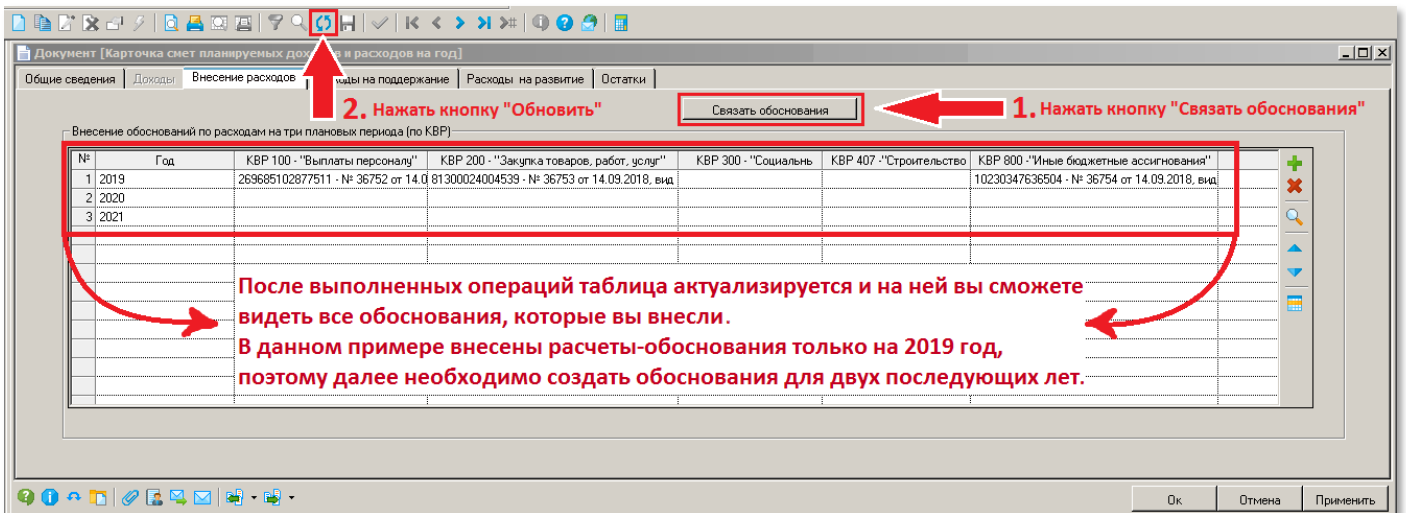 Документ [Карточка смет планируемых доходов и расходов на год]
Общие сведения Доходы Внесение расходов Расходы на поддержание Расходы на развитие Остатки
2. Нажать кнопку "Обновить" Связать обоснования 1. Нажать кнопку "Связать обоснования"
Внесение обоснований по расходам на три плановых периода (по КВР)
№ Год КВР 100 - "Выплаты персоналу" КВР 200 - "Закупка товаров, работ, услуг" КВР 300 - "Социальнь КВР 407 -"Строительство КВР 800 -"Иные бюджетные ассигнования"
1 2019 269685102877511 - № 36752 от 14.0 81300024004539 - № 36753 от 14.09.2018, вид 10230347636504 - № 36754 от 14.09.2018, вид
2 2020
3 2021
После выполненных операций таблица актуализируется и на ней вы сможете
видеть все обоснования, которые вы внесли.
В данном примере внесены расчеты-обоснования только на 2019 год,
поэтому далее необходимо создать обоснования для двух последующих лет.
Ок Отмена Применить